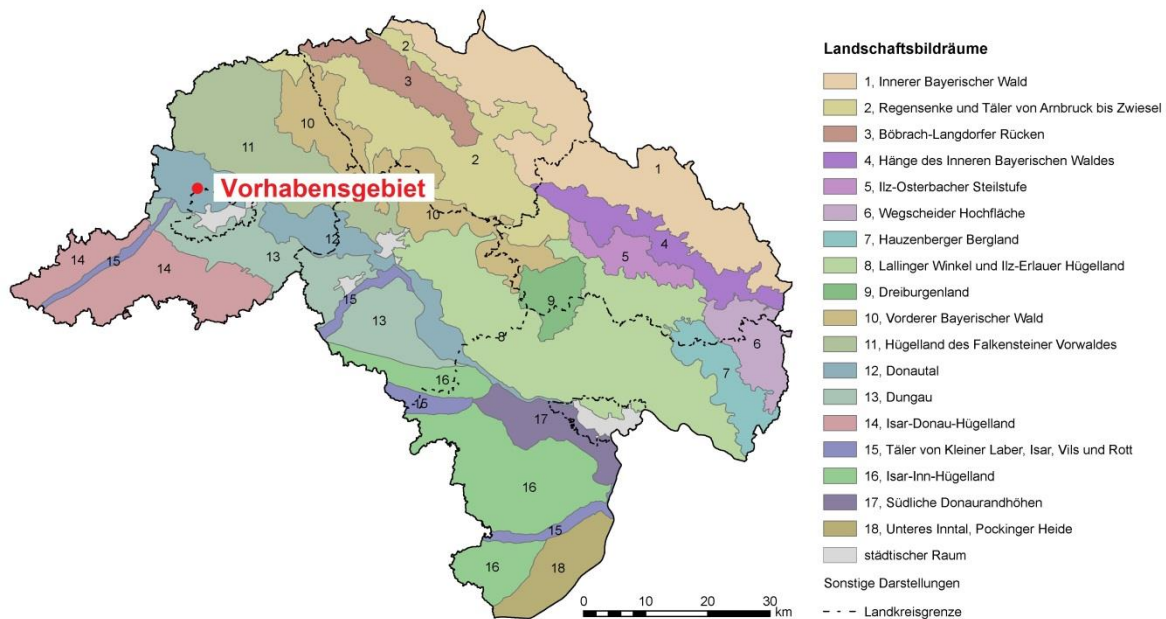 2
3
1
10
11
2
Vorhabensgebiet
10
12
4
5
14
15
14
13
15
13
9
8
6
7
16
15
17
16
15
16
18
0 10 20 30
km
Landschaftsbildräume
1, Innerer Bayerischer Wald
2, Regensenke und Täler von Arnbruck bis Zwiesel
3, Böbrach-Langdorfer Rücken
4, Hänge des Inneren Bayerischen Waldes
5, Ilz-Osterbacher Steilstufe
6, Wegscheider Hochfläche
7, Hauzenberger Bergland
8, Lallinger Winkel und Ilz-Erlauer Hügelland
9, Dreiburgenland
10, Vorderer Bayerischer Wald
11, Hügelland des Falkensteiner Vorwaldes
12, Donautal
13, Dungau
14, Isar-Donau-Hügelland
15, Täler von Kleiner Laber, Isar, Vils und Rott
16, Isar-Inn-Hügelland
17, Südliche Donaurandhöhen
18, Unteres Inntal, Pockinger Heide
städtischer Raum
Sonstige Darstellungen
Landkreisgrenze